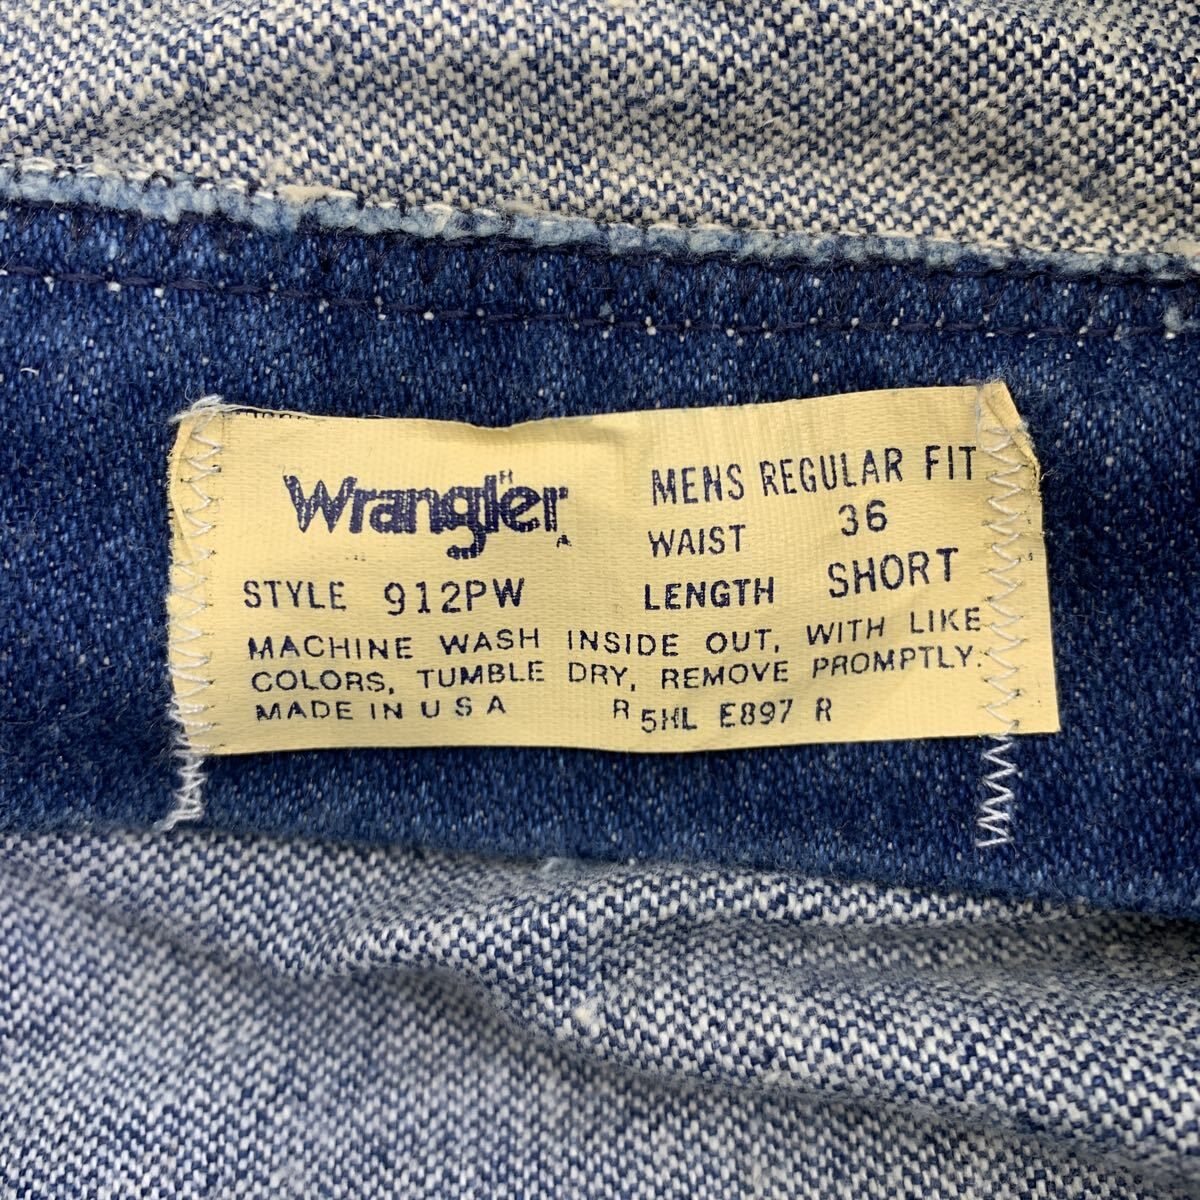 Wrangler
MENS REGULAR FIT
WAIST 36
STYLE 912PW
LENGTH SHORT
MACHINE WASH INSIDE OUT, WITH LIKE
COLORS, TUMBLE DRY, REMOVE PROMPTLY.
MADE IN U S A R 5HL E897 R